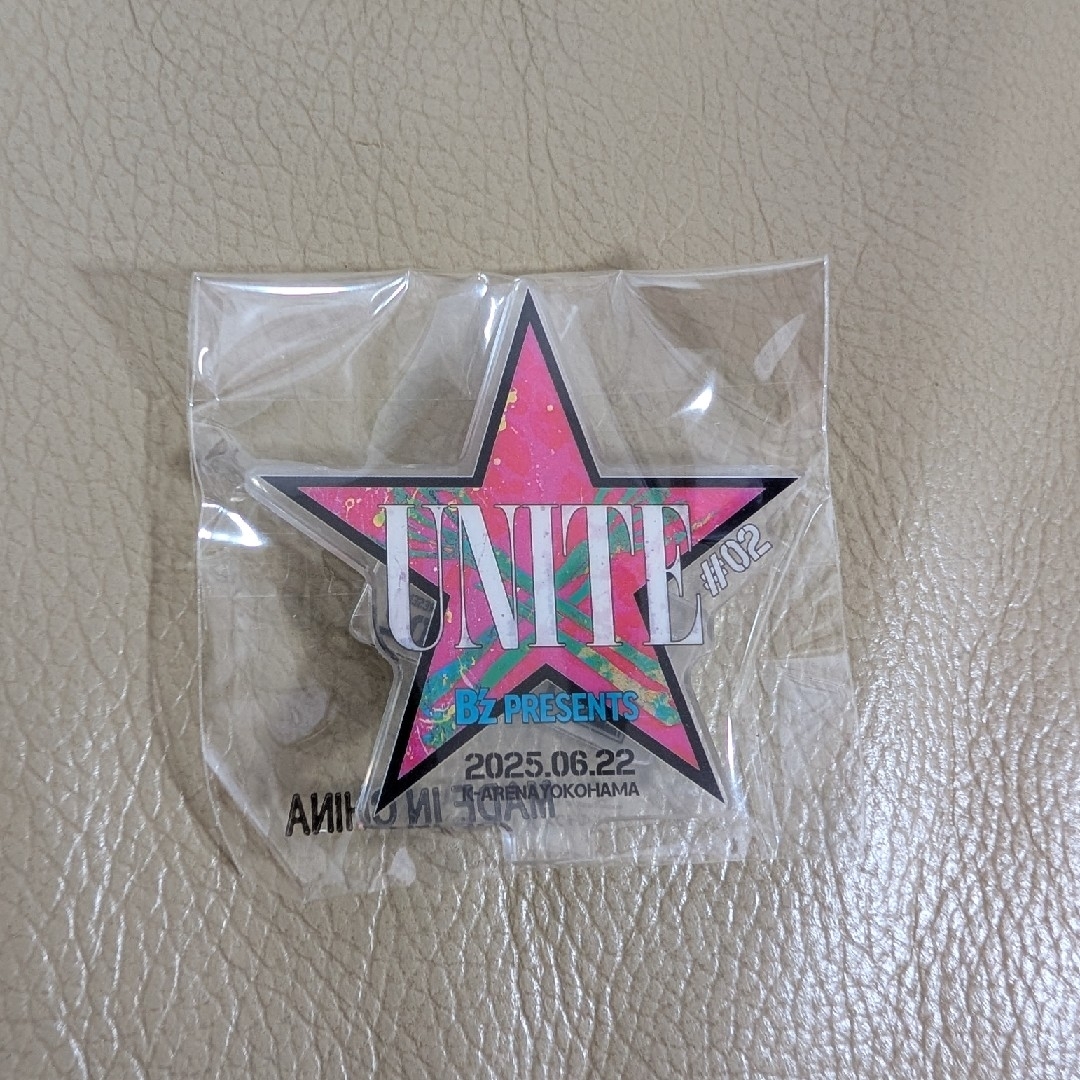 UNITE
#02
B'z PRESENTS
2025.06.22
K-ARENA YOKOHAMA
MADE IN CHINA